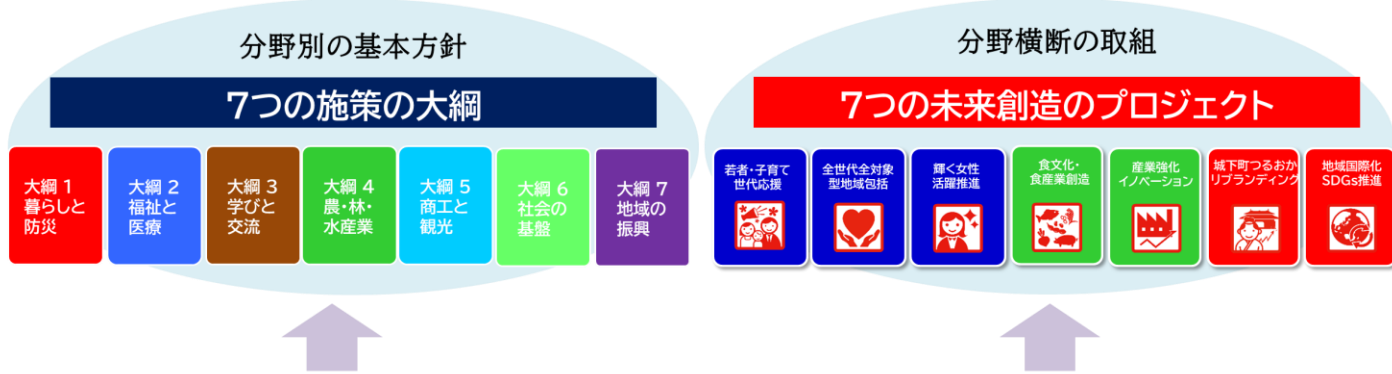 分野別の基本方針
7つの施策の大綱
大綱 1
暮らしと
防災
大綱 2
福祉と
医療
大綱 3
学びと
交流
大綱 4
農・林・
水産業
大綱 5
商工と
観光
大綱 6
社会の
基盤
大綱 7
地域の
振興
分野横断の取組
7つの未来創造のプロジェクト
若者・子育て
世代応援
全世代全対象
型地域包括
輝く女性
活躍推進
食文化・
食産業創造
産業強化
イノベーション
城下町つるおか
リブランディング
地域国際化
SDGs推進